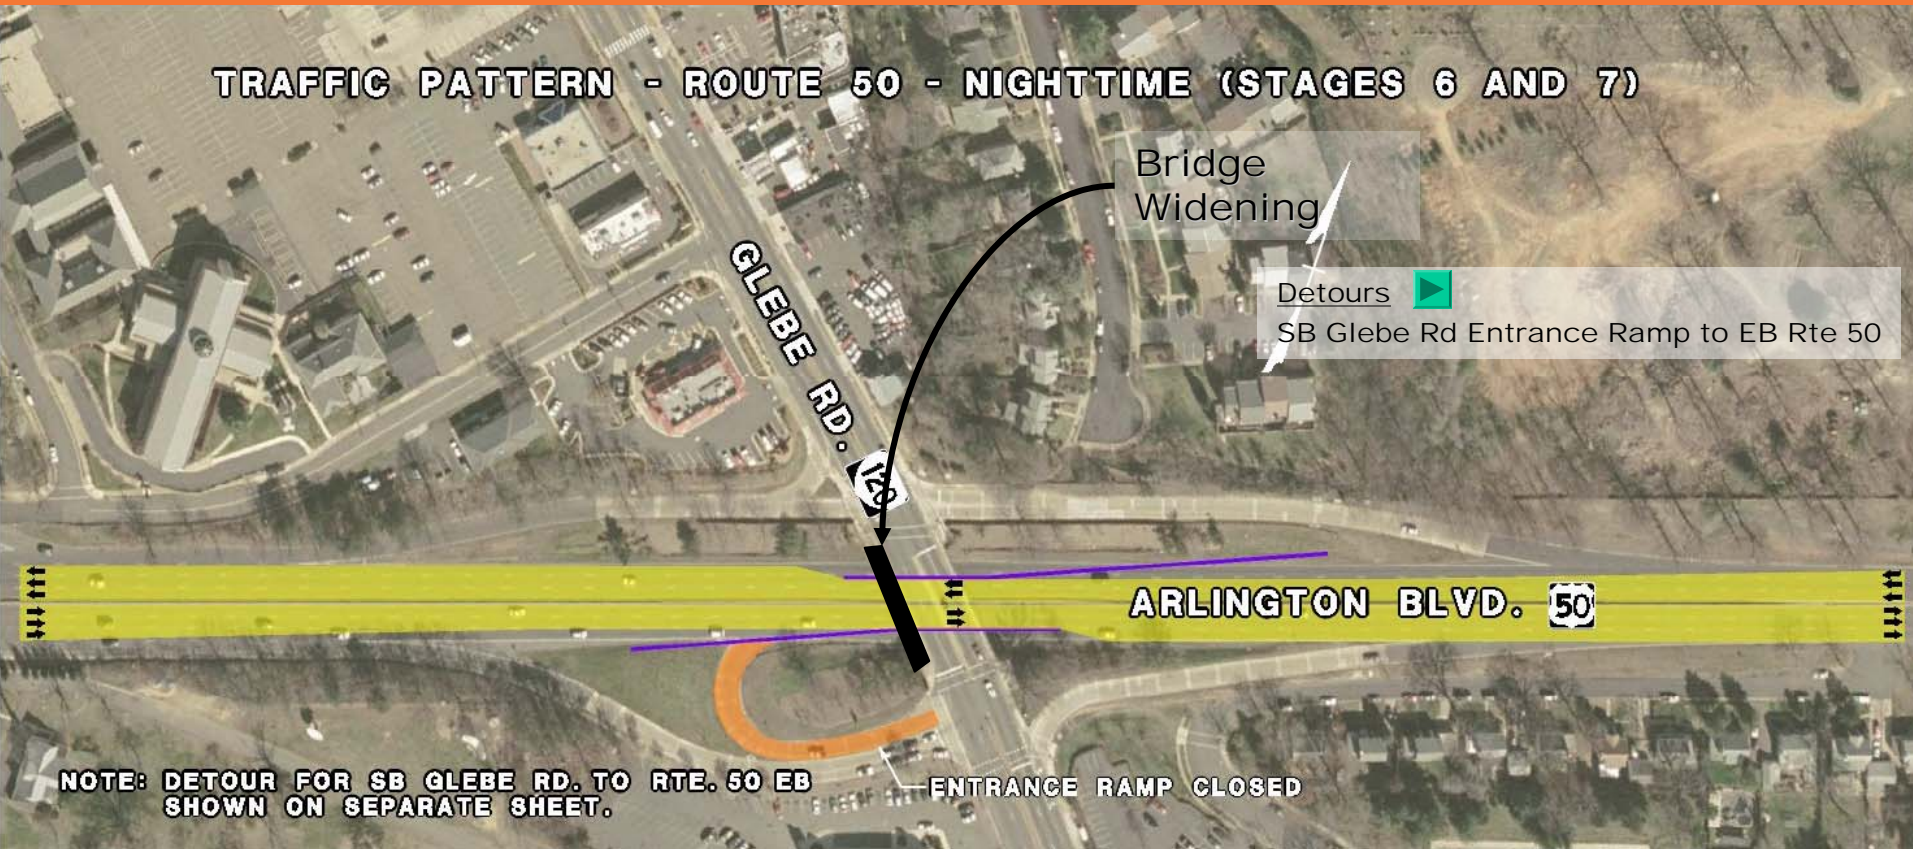 TRAFFIC PATTERN - ROUTE 50 - NIGHTTIME (STAGES 6 AND 7)
Bridge
Widening
Detours
SB Glebe Rd Entrance Ramp to EB Rte 50
GLEBE RD.
120
ARLINGTON BLVD. 50
NOTE: DETOUR FOR SB GLEBE RD. TO RTE. 50 EB
SHOWN ON SEPARATE SHEET.
ENTRANCE RAMP CLOSED